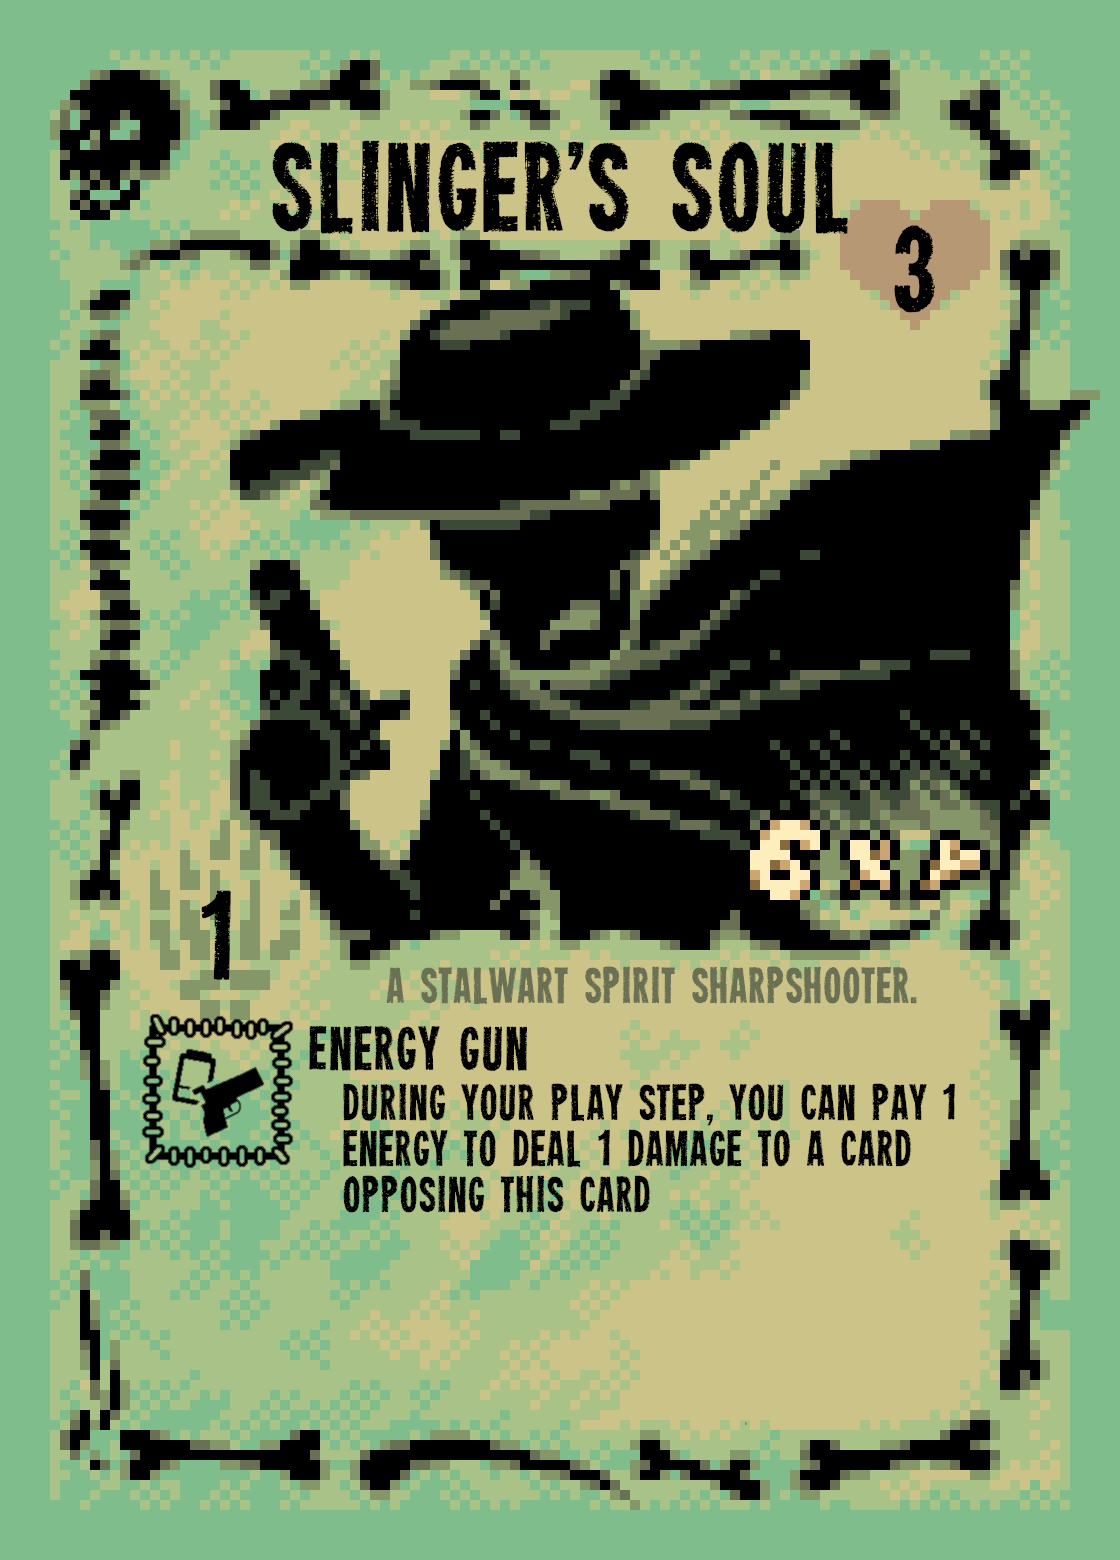 SLINGER'S SOUL
3
6 X Y
1
A STALWART SPIRIT SHARPSHOOTER.
ENERGY GUN
DURING YOUR PLAY STEP, YOU CAN PAY 1
ENERGY TO DEAL 1 DAMAGE TO A CARD
OPPOSING THIS CARD